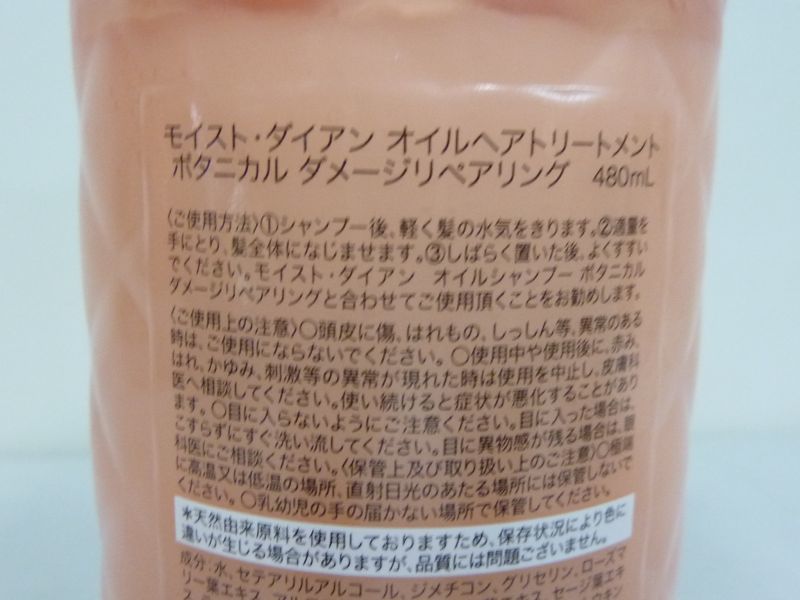 モイスト・ダイアン オイルヘアトリートメント
ボタニカル ダメージリペアリング 480mL
〈ご使用方法〉①シャンプー後、軽く髪の水気をきります。②適量を
手にとり、髪全体になじませます。③しばらく置いた後、よくすすい
でください。モイスト・ダイアン オイルシャンプー ボタニカル
ダメージリペアリングと合わせてご使用頂くことをお勧めします。
〈ご使用上の注意〉○頭皮に傷、はれもの、しっしん等、異常のある
時は、ご使用にならないでください。○使用中や使用後に、赤み、
はれ、かゆみ、刺激等の異常が現れた時は使用を中止し、皮膚科
医へ相談してください。使い続けると症状が悪化することがあり
ます。○目に入らないようにご注意ください。目に入った場合は、
こすらずにすぐ洗い流してください。目に異物感が残る場合は、眼
科医にご相談ください。〈保管上及び取り扱い上のご注意〉○極端
に高温又は低温の場所、直射日光のあたる場所には保管しないで
ください。○乳幼児の手の届かない場所で保管してください。
*天然由来原料を使用しておりますため、保存状況により色に
違いが生じる場合がありますが、品質には問題ございません。
成分:水、セテアリルアルコール、ジメチコン、グリセリン、ローズマ
リー葉エキス、セージ葉エキ